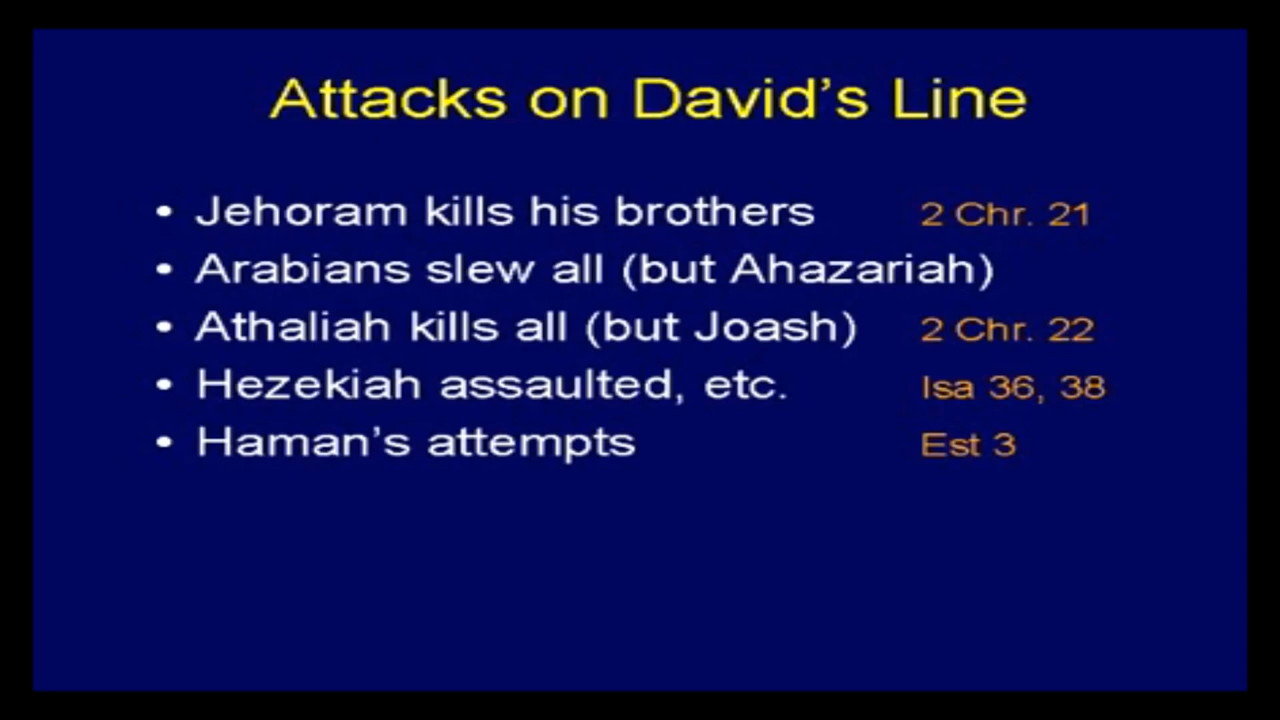 Attacks on David's Line
• Jehoram kills his brothers 2 Chr. 21
• Arabians slew all (but Ahazariah)
• Athaliah kills all (but Joash) 2 Chr. 22
• Hezekiah assaulted, etc. Isa 36, 38
• Haman's attempts Est 3